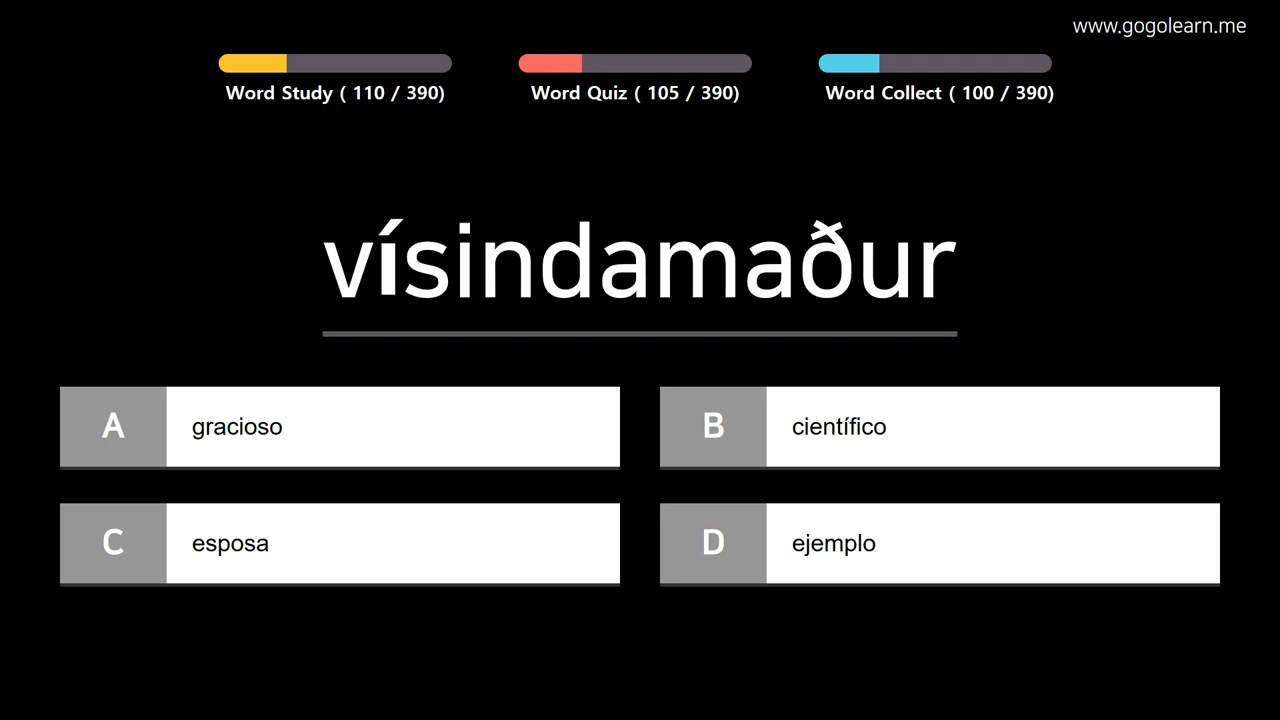 www.gogolearn.me
Word Study ( 110 / 390)
Word Quiz ( 105 / 390)
Word Collect ( 100 / 390)
vísindamaður
A gracioso
B científico
C esposa
D ejemplo